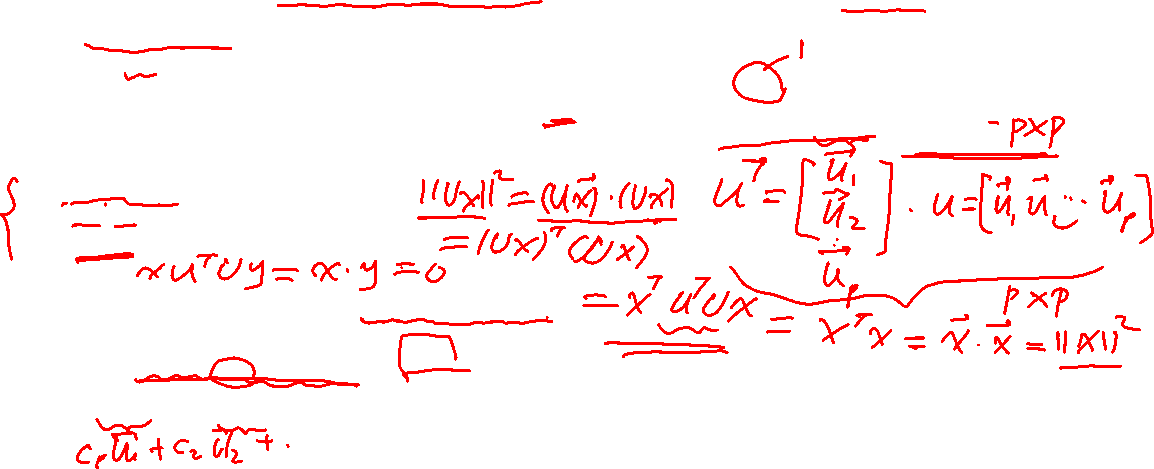 - p×p
||Ux||² = (Ux⃗)·(Ux)
= (Ux)ᵀ(Ux)
= xᵀUᵀUx = xᵀx = x⃗·x⃗ = ||x||²
Uᵀ = [u⃗₁ u⃗₂ ⋮ u⃗ₚ] · U = [u⃗₁ u⃗₂ ⋯ u⃗ₚ]
p×p
xUᵀUy = x·y = 0
c₁u⃗₁ + c₂u⃗₂ + ·